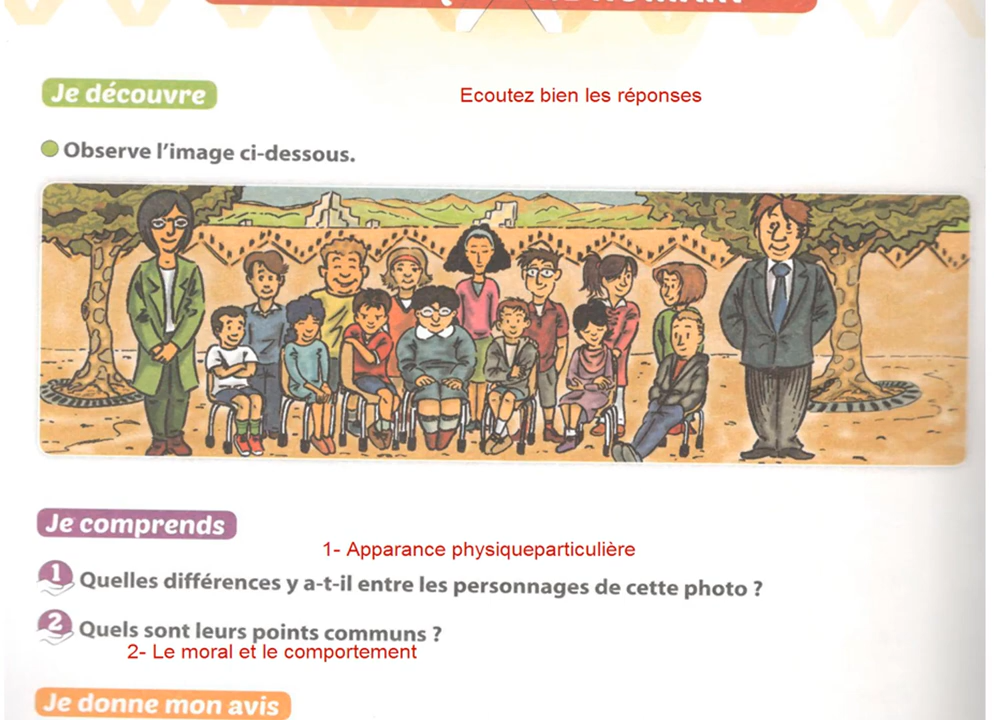 Je découvre
Ecoutez bien les réponses
Observe l'image ci-dessous.
Je comprends
1- Apparance physiqueparticulière
1 Quelles différences y a-t-il entre les personnages de cette photo ?
2 Quels sont leurs points communs ?
2- Le moral et le comportement
Je donne mon avis